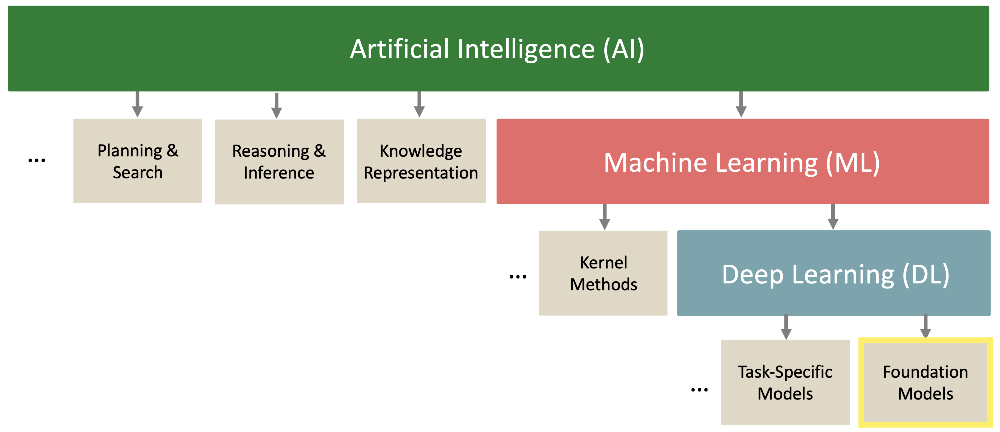 Artificial Intelligence (AI)
...
Planning &
Search
Reasoning &
Inference
Knowledge
Representation
Machine Learning (ML)
...
Kernel
Methods
Deep Learning (DL)
...
Task-Specific
Models
Foundation
Models